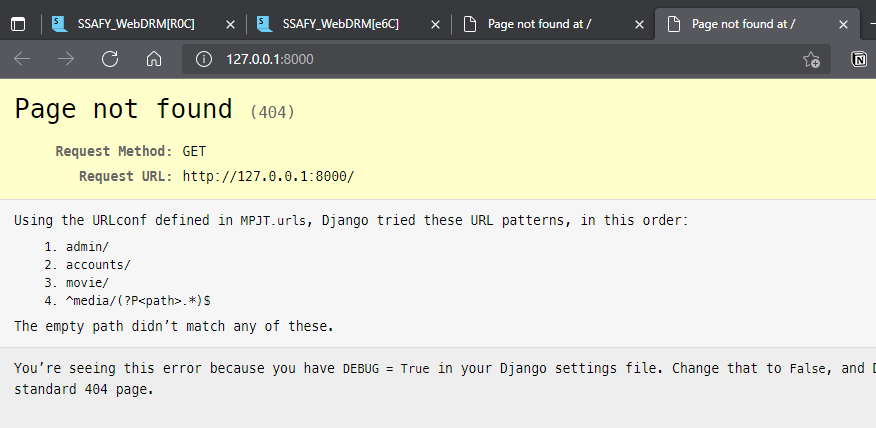 SSAFY_WebDRM[R0C]
SSAFY_WebDRM[e6C]
Page not found at /
Page not found at /
127.0.0.1:8000
Page not found (404)
Request Method: GET
Request URL: http://127.0.0.1:8000/
Using the URLconf defined in MPJT.urls, Django tried these URL patterns, in this order:
1. admin/
2. accounts/
3. movie/
4. ^media/(?P<path>.*)$
The empty path didn’t match any of these.
You’re seeing this error because you have DEBUG = True in your Django settings file. Change that to False, and
standard 404 page.